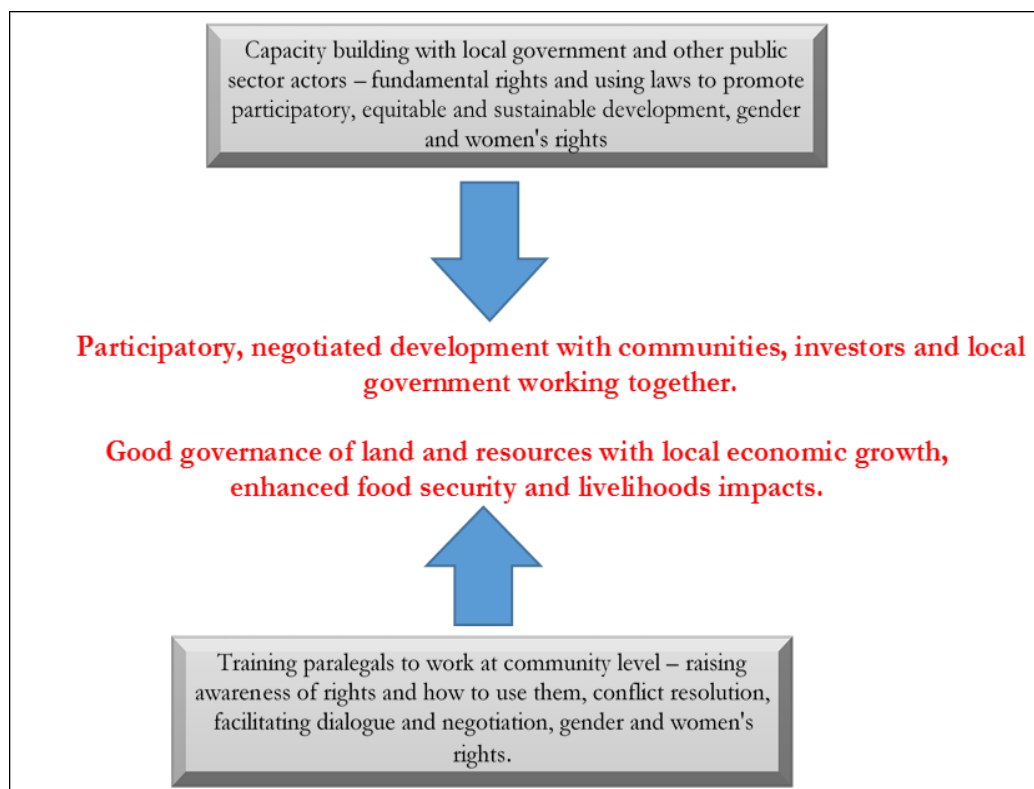 Capacity building with local government and other public
sector actors – fundamental rights and using laws to promote
participatory, equitable and sustainable development, gender
and women's rights
Participatory, negotiated development with communities, investors and local
government working together.
Good governance of land and resources with local economic growth,
enhanced food security and livelihoods impacts.
Training paralegals to work at community level – raising
awareness of rights and how to use them, conflict resolution,
facilitating dialogue and negotiation, gender and women's
rights.